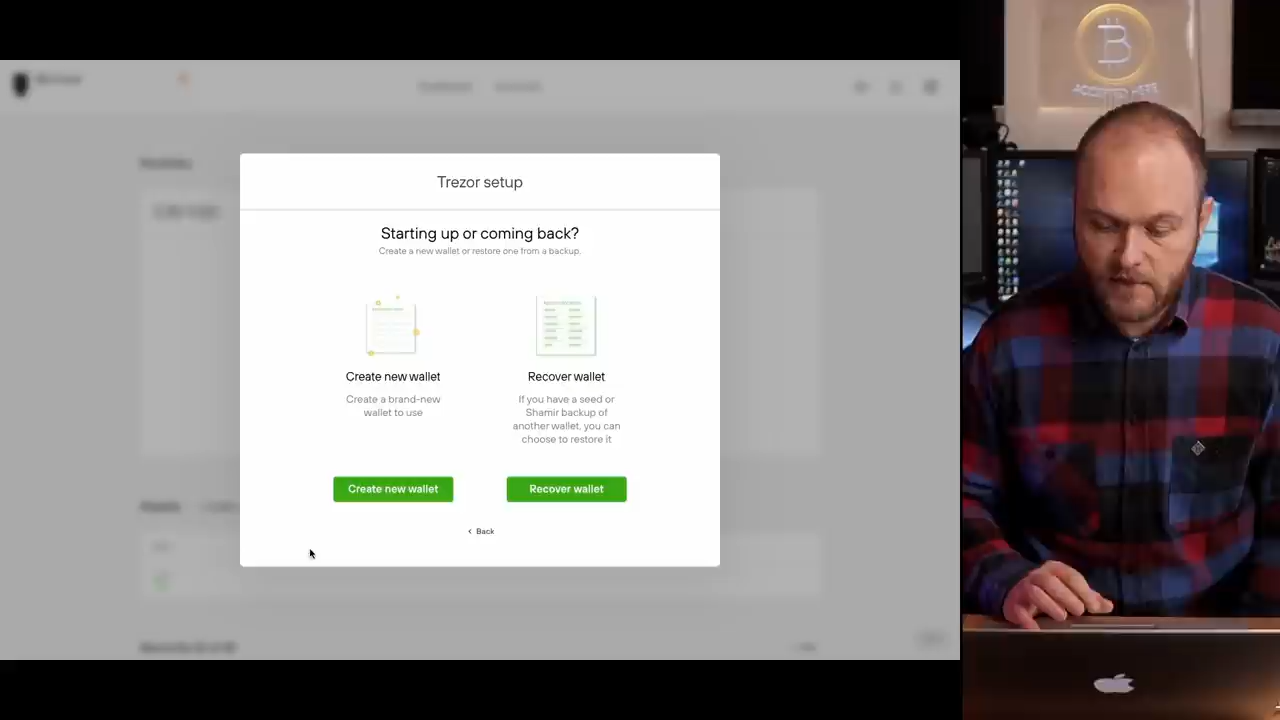 ACCEPTED HERE
Trezor setup
Starting up or coming back?
Create a new wallet or restore one from a backup.
Create new wallet
Create a brand-new
wallet to use
Create new wallet
Recover wallet
If you have a seed or
Shamir backup of
another wallet, you can
choose to restore it
Recover wallet
< Back